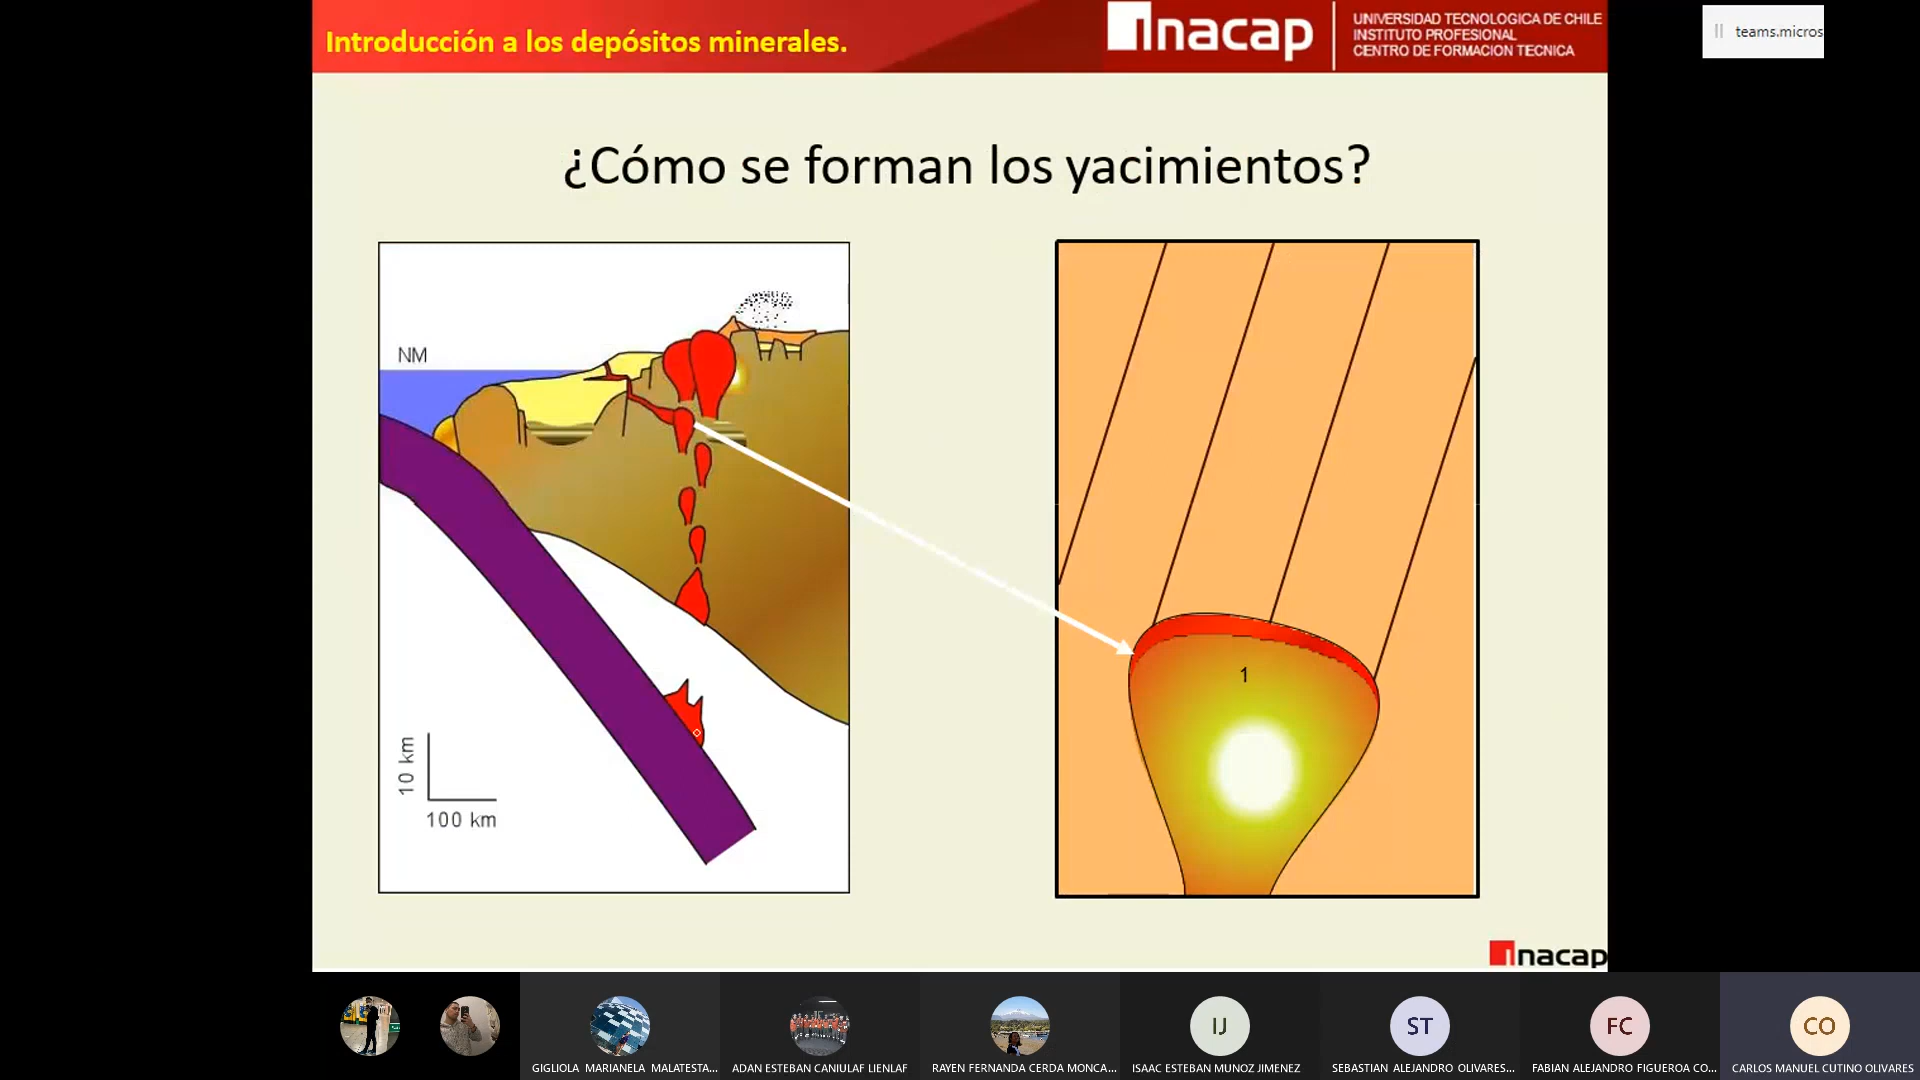 Introducción a los depósitos minerales.
inacap
UNIVERSIDAD TECNOLOGICA DE CHILE
INSTITUTO PROFESIONAL
CENTRO DE FORMACION TECNICA
teams.micros
¿Cómo se forman los yacimientos?
NM
10 km
100 km
1
inacap
IJ
ST
FC
CO
GIGLIOLA MARIANELA MALATESTA...
ADAN ESTEBAN CANIULAF LIENLAF
RAYEN FERNANDA CERDA MONCA...
ISAAC ESTEBAN MUNOZ JIMENEZ
SEBASTIAN ALEJANDRO OLIVARES...
FABIAN ALEJANDRO FIGUEROA CO...
CARLOS MANUEL CUTINO OLIVARES